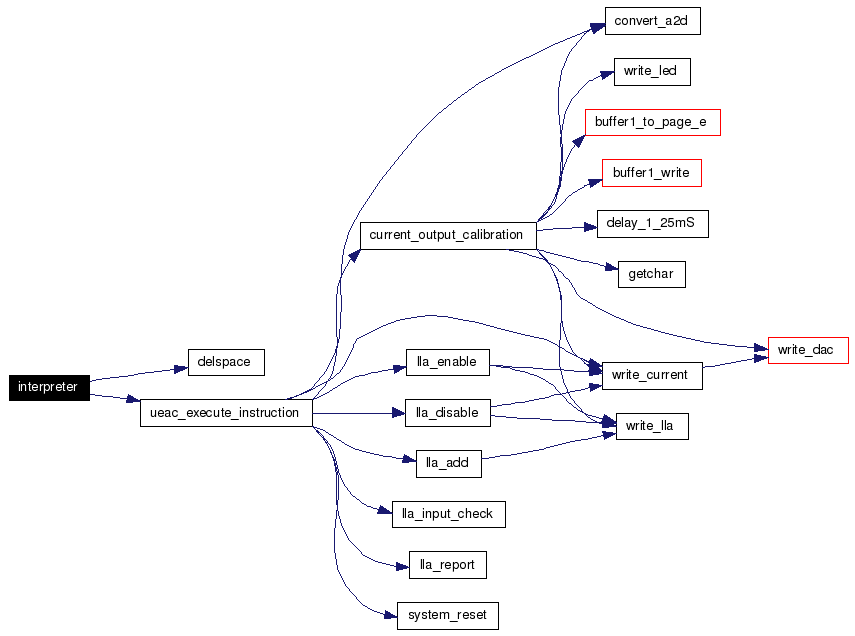 convert_a2d
write_led
buffer1_to_page_e
buffer1_write
delay_1_25mS
current_output_calibration
getchar
write_dac
delspace
lla_enable
write_current
interpreter
ueac_execute_instruction
lla_disable
write_lla
lla_add
lla_input_check
lla_report
system_reset